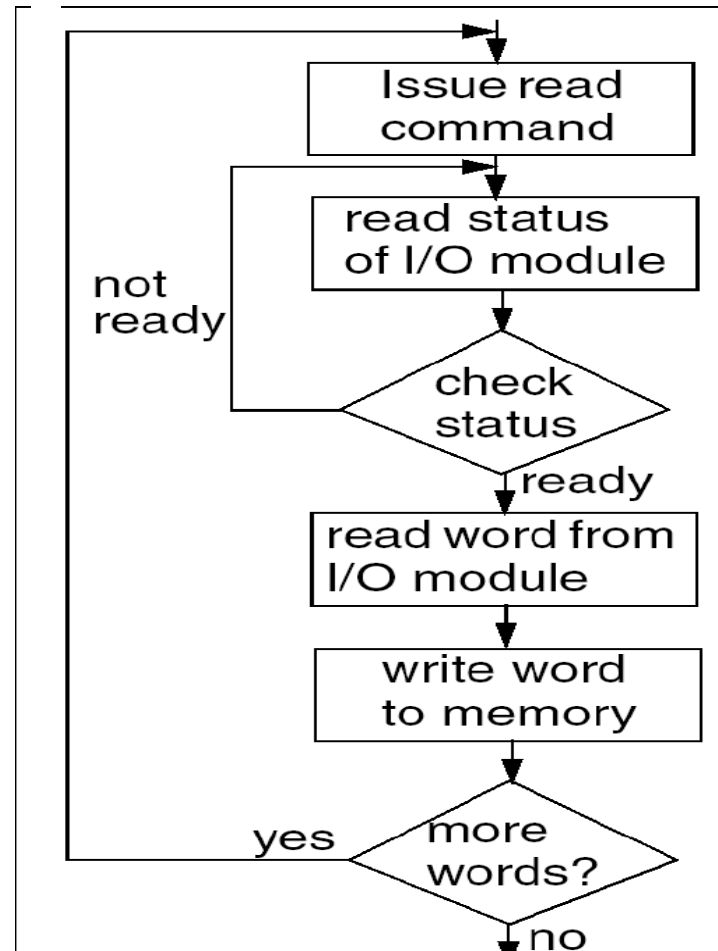 Issue read
command
read status
of I/O module
not
ready
check
status
ready
read word from
I/O module
write word
to memory
yes
more
words?
no